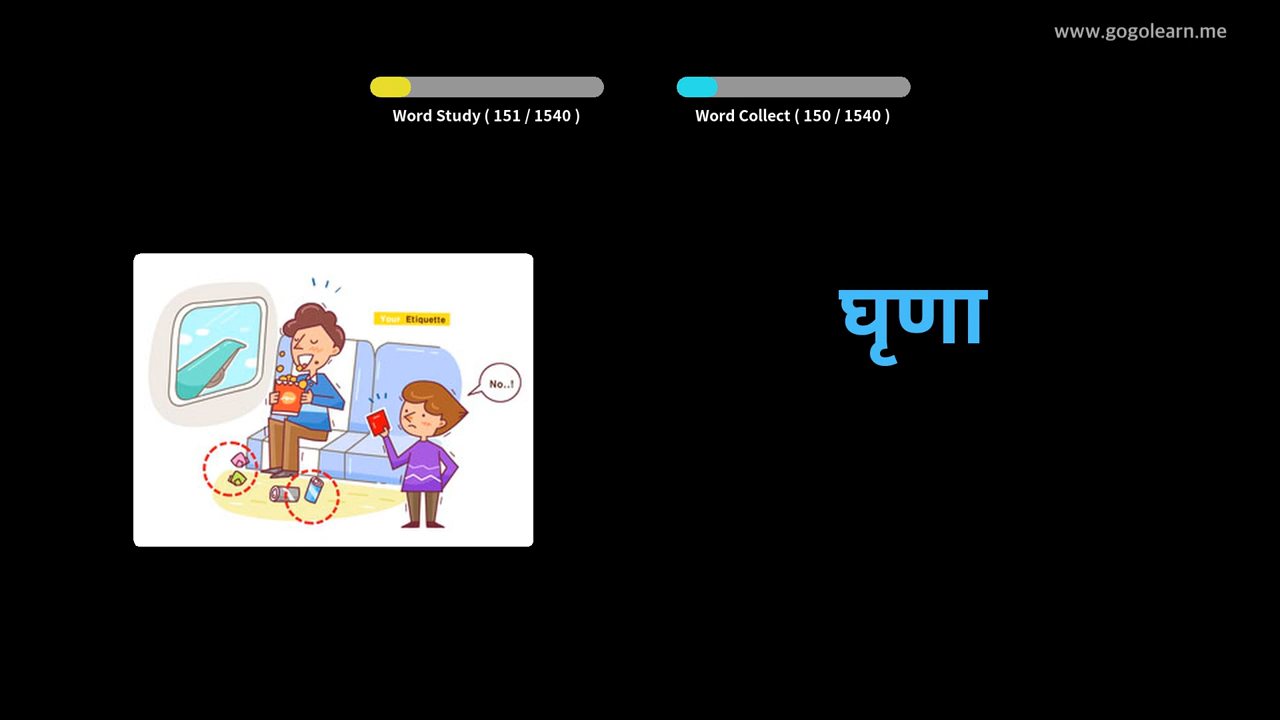 www.gogolearn.me
Word Study ( 151 / 1540 )
Word Collect ( 150 / 1540 )
घृणा
Your Etiquette
No..!